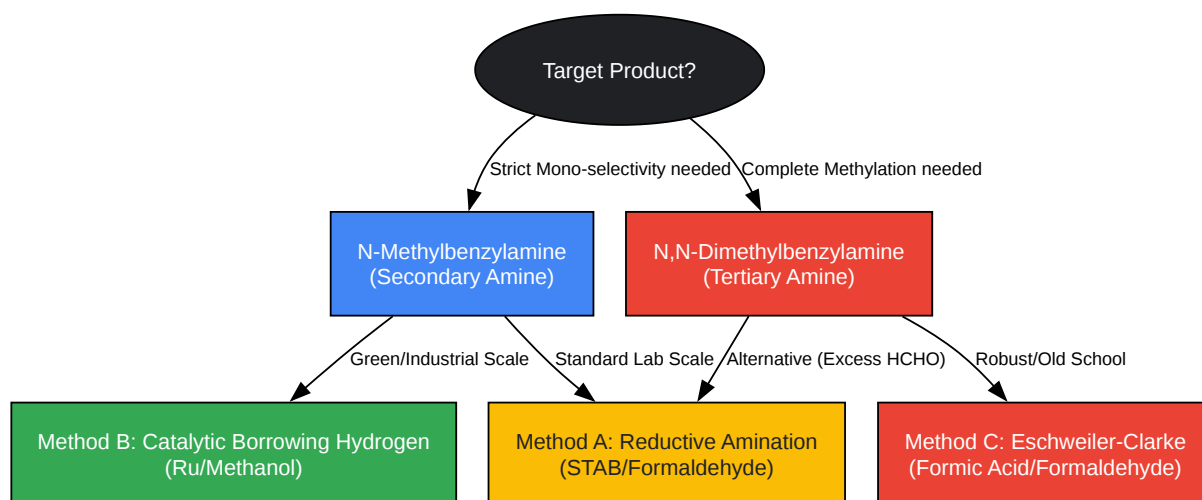 Target Product?
Strict Mono-selectivity needed
Complete Methylation needed
N-Methylbenzylamine
(Secondary Amine)
N,N-Dimethylbenzylamine
(Tertiary Amine)
Green/Industrial Scale
Standard Lab Scale
Alternative (Excess HCHO)
Robust/Old School
Method B: Catalytic Borrowing Hydrogen
(Ru/Methanol)
Method A: Reductive Amination
(STAB/Formaldehyde)
Method C: Eschweiler-Clarke
(Formic Acid/Formaldehyde)